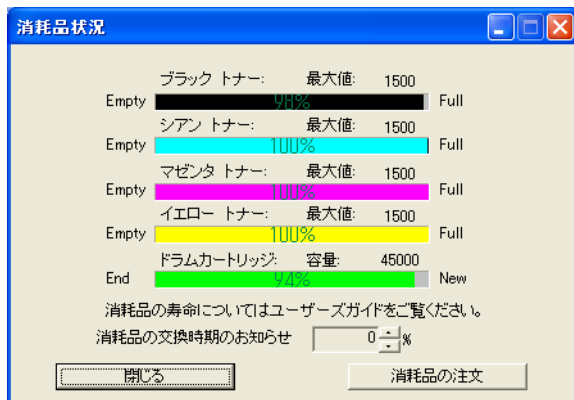 消耗品状況
ブラック トナー: 最大値: 1500
Empty 98% Full
シアン トナー: 最大値: 1500
Empty 100% Full
マゼンタ トナー: 最大値: 1500
Empty 100% Full
イエロー トナー: 最大値: 1500
Empty 100% Full
ドラムカートリッジ: 容量: 45000
End 94% New
消耗品の寿命についてはユーザーズガイドをご覧ください。
消耗品の交換時期のお知らせ 0 %
閉じる 消耗品の注文